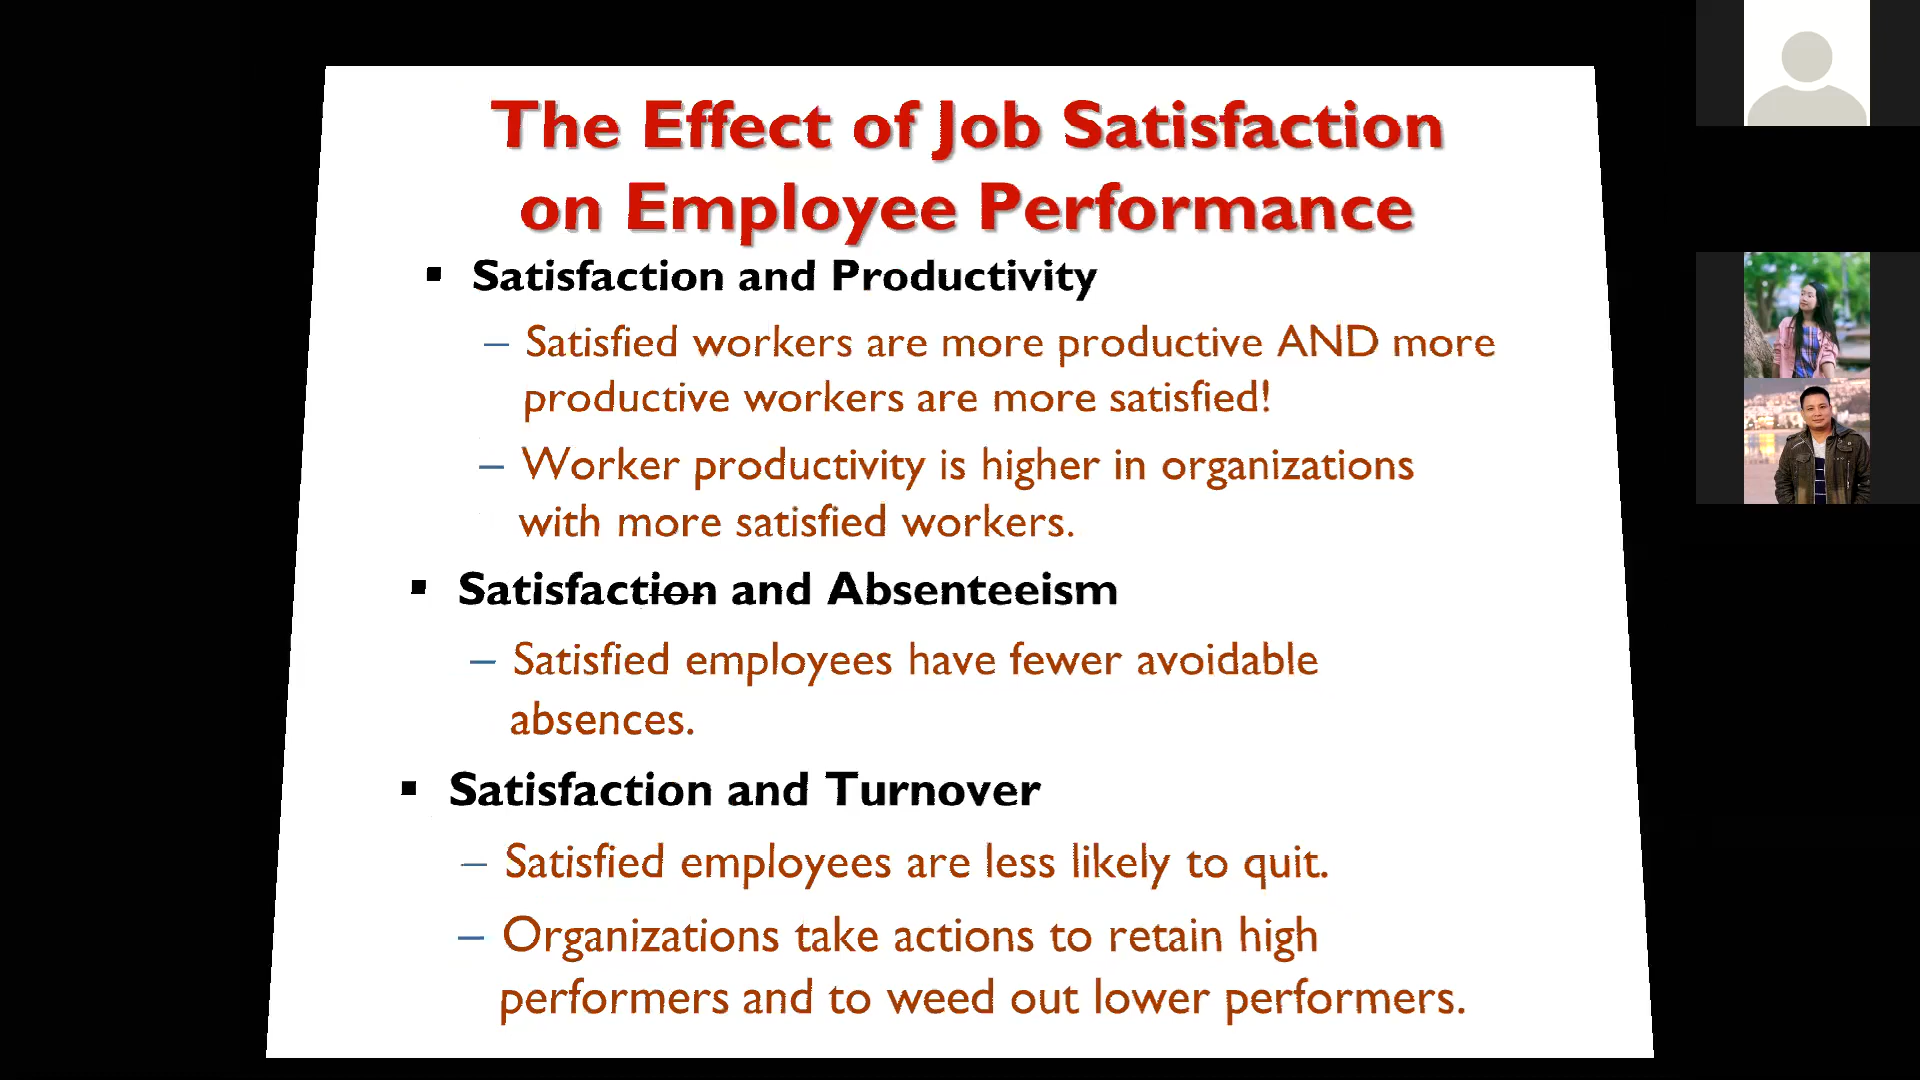 The Effect of Job Satisfaction
on Employee Performance
▪ Satisfaction and Productivity
– Satisfied workers are more productive AND more
productive workers are more satisfied!
– Worker productivity is higher in organizations
with more satisfied workers.
▪ Satisfaction and Absenteeism
– Satisfied employees have fewer avoidable
absences.
▪ Satisfaction and Turnover
– Satisfied employees are less likely to quit.
– Organizations take actions to retain high
performers and to weed out lower performers.